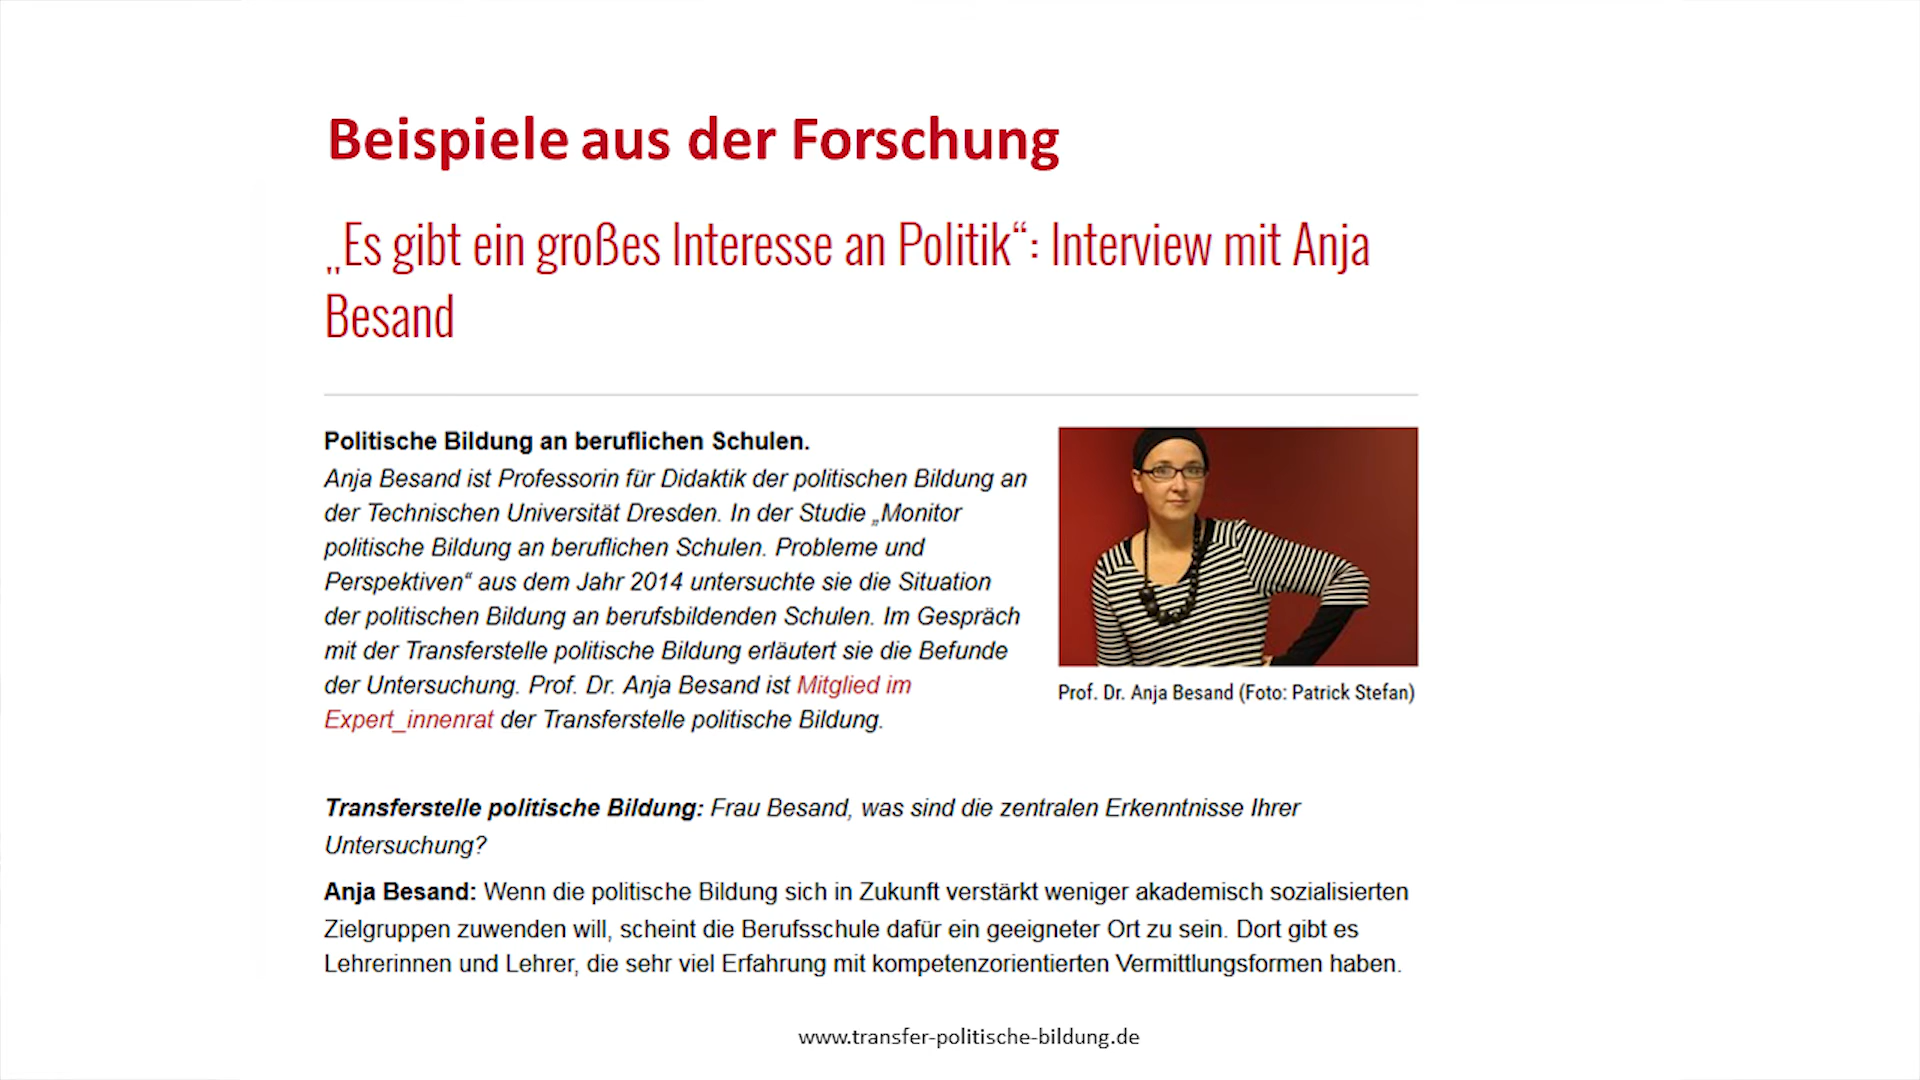 Beispiele aus der Forschung
„Es gibt ein großes Interesse an Politik“: Interview mit Anja
Besand
Politische Bildung an beruflichen Schulen.
Anja Besand ist Professorin für Didaktik der politischen Bildung an
der Technischen Universität Dresden. In der Studie „Monitor
politische Bildung an beruflichen Schulen. Probleme und
Perspektiven“ aus dem Jahr 2014 untersuchte sie die Situation
der politischen Bildung an berufsbildenden Schulen. Im Gespräch
mit der Transferstelle politische Bildung erläutert sie die Befunde
der Untersuchung. Prof. Dr. Anja Besand ist Mitglied im
Expert_innenrat der Transferstelle politische Bildung.
Prof. Dr. Anja Besand (Foto: Patrick Stefan)
Transferstelle politische Bildung: Frau Besand, was sind die zentralen Erkenntnisse Ihrer
Untersuchung?
Anja Besand: Wenn die politische Bildung sich in Zukunft verstärkt weniger akademisch sozialisierten
Zielgruppen zuwenden will, scheint die Berufsschule dafür ein geeigneter Ort zu sein. Dort gibt es
Lehrerinnen und Lehrer, die sehr viel Erfahrung mit kompetenzorientierten Vermittlungsformen haben.
www.transfer-politische-bildung.de